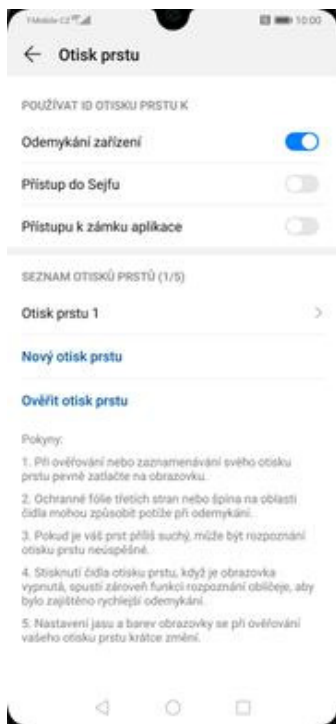 T-Mobile CZ
10:00
Otisk prstu
POUŽÍVAT ID OTISKU PRSTU K
Odemykání zařízení
Přístup do Sejfu
Přístupu k zámku aplikace
SEZNAM OTISKŮ PRSTŮ (1/5)
Otisk prstu 1
Nový otisk prstu
Ověřit otisk prstu
Pokyny:
1. Při ověřování nebo zaznamenávání svého otisku
prstu pevně zatlačte na obrazovku.
2. Ochranné fólie třetích stran nebo špína na oblasti
čidla mohou způsobit potíže při odemykání.
3. Pokud je váš prst příliš suchý, může být rozpoznání
otisku prstu neúspěšné.
4. Stisknutí čidla otisku prstu, když je obrazovka
vypnutá, spustí zároveň funkci rozpoznání obličeje, aby
bylo zajištěno rychlejší odemykání.
5. Nastavení jasu a barev obrazovky se při ověřování
vašeho otisku prstu krátce změní.